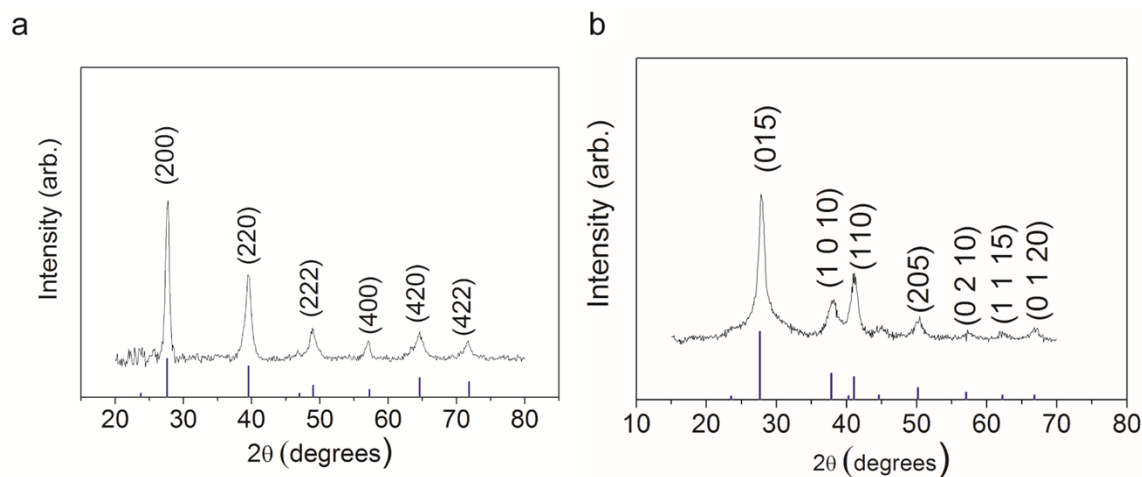 a
Intensity (arb.)
(200)
(220)
(222)
(400)
(420)
(422)
20 30 40 50 60 70 80
2θ (degrees)
b
Intensity (arb.)
(015)
(1 0 10)
(110)
(205)
(0 2 10)
(1 1 15)
(0 1 20)
10 20 30 40 50 60 70 80
2θ (degrees)